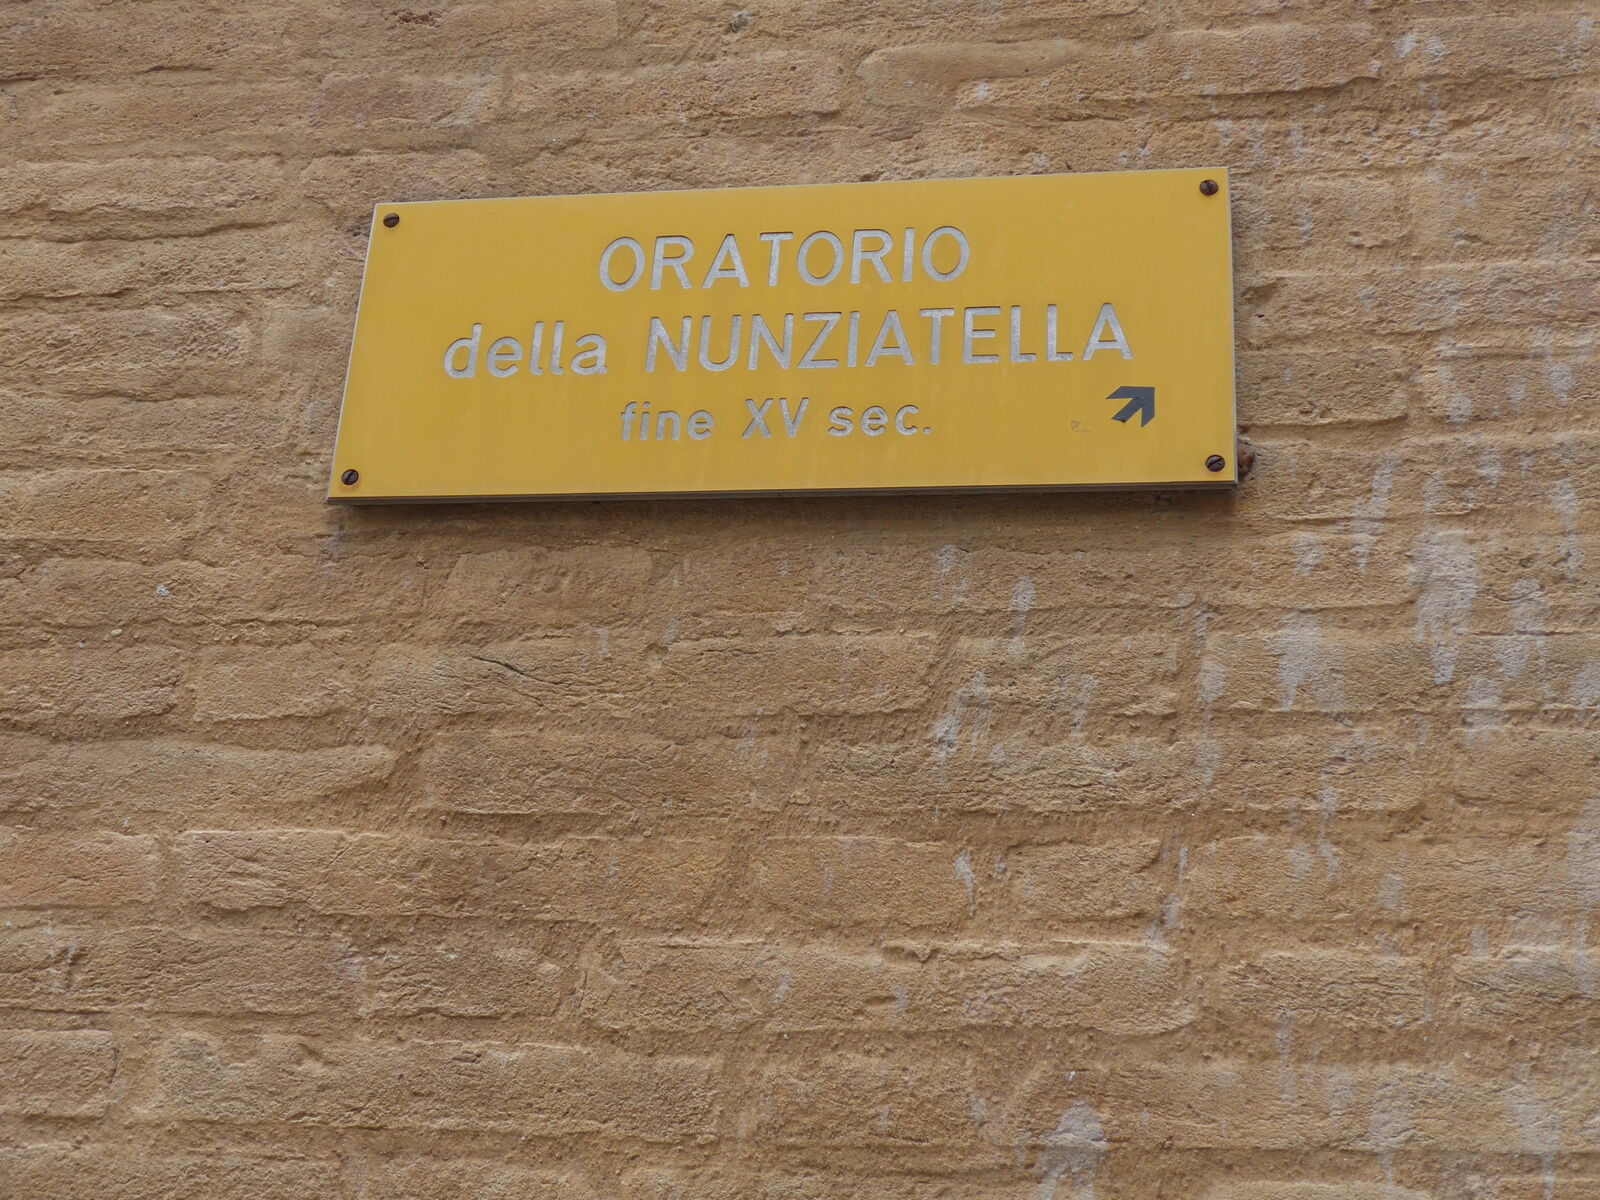 ORATORIO
della NUNZIATELLA
fine XV sec.